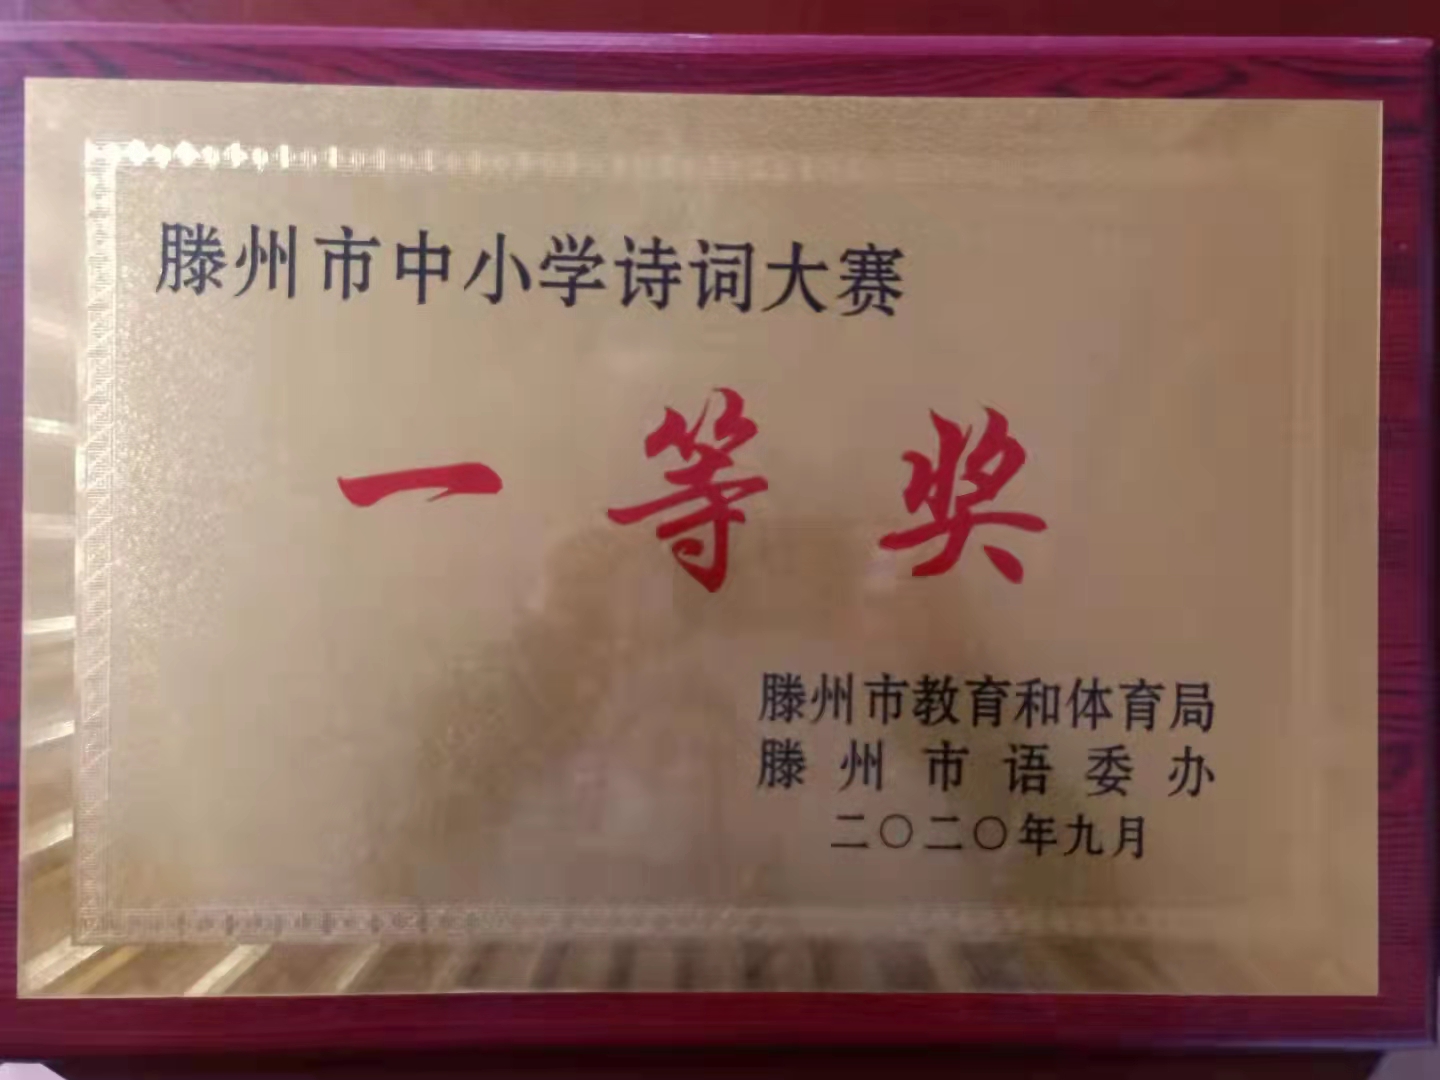 滕州市中小学诗词大赛
一等奖
滕州市教育和体育局
滕州市语委办
二〇二〇年九月